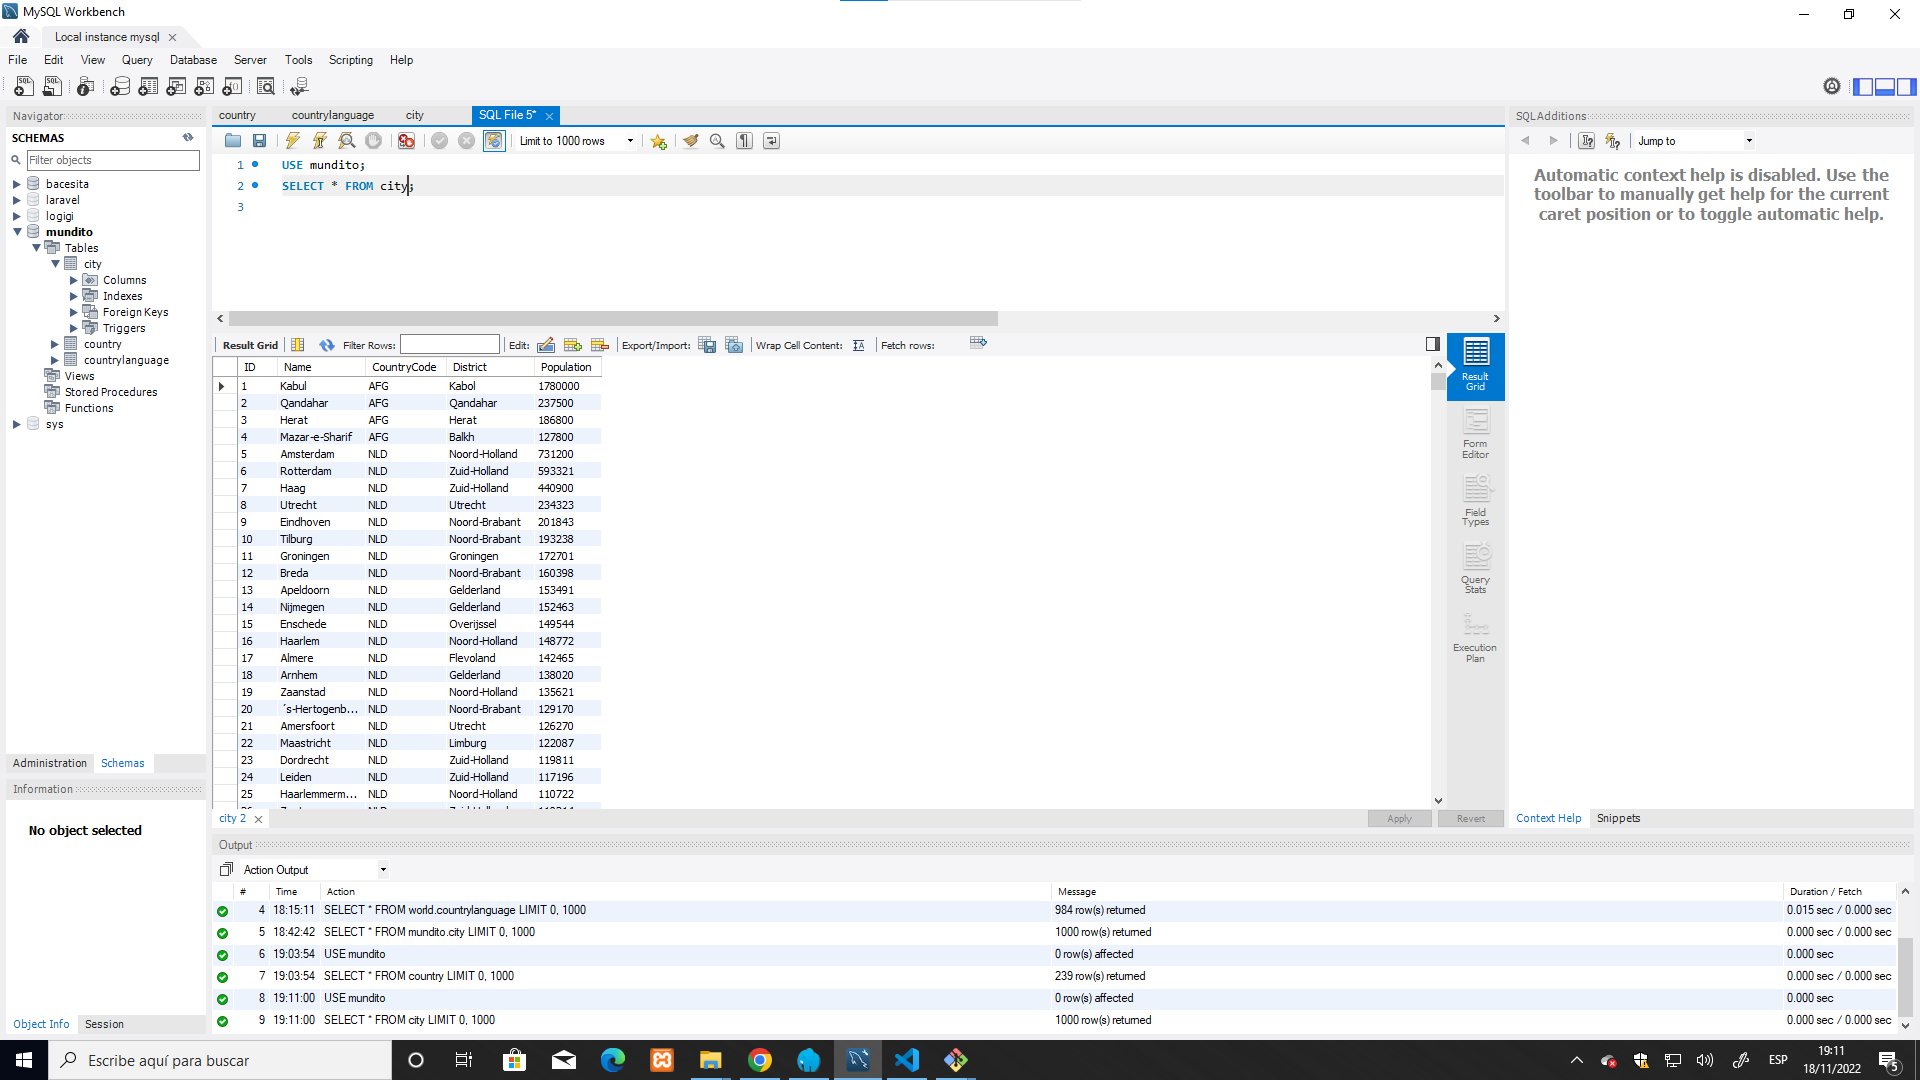 MySQL Workbench
Local instance mysql
File Edit View Query Database Server Tools Scripting Help
Navigator
SCHEMAS
Filter objects
bacesita
laravel
logigi
mundito
Tables
city
Columns
Indexes
Foreign Keys
Triggers
country
countrylanguage
Views
Stored Procedures
Functions
sys
Administration Schemas
Information
No object selected
Object Info Session
country countrylanguage city SQL File 5*
Limit to 1000 rows
1 USE mundito;
2 SELECT * FROM city;
3
Result Grid Filter Rows: Edit: Export/Import: Wrap Cell Content: Fetch rows:
ID Name CountryCode District Population
1 Kabul AFG Kabol 1780000
2 Qandahar AFG Qandahar 237500
3 Herat AFG Herat 186800
4 Mazar-e-Sharif AFG Balkh 127800
5 Amsterdam NLD Noord-Holland 731200
6 Rotterdam NLD Zuid-Holland 593321
7 Haag NLD Zuid-Holland 440900
8 Utrecht NLD Utrecht 234323
9 Eindhoven NLD Noord-Brabant 201843
10 Tilburg NLD Noord-Brabant 193238
11 Groningen NLD Groningen 172701
12 Breda NLD Noord-Brabant 160398
13 Apeldoorn NLD Gelderland 153491
14 Nijmegen NLD Gelderland 152463
15 Enschede NLD Overijssel 149544
16 Haarlem NLD Noord-Holland 148772
17 Almere NLD Flevoland 142465
18 Arnhem NLD Gelderland 138020
19 Zaanstad NLD Noord-Holland 135621
20 ´s-Hertogenb... NLD Noord-Brabant 129170
21 Amersfoort NLD Utrecht 126270
22 Maastricht NLD Limburg 122087
23 Dordrecht NLD Zuid-Holland 119811
24 Leiden NLD Zuid-Holland 117196
25 Haarlemmerm... NLD Noord-Holland 110722
Result
Grid
Form
Editor
Field
Types
Query
Stats
Execution
Plan
city 2
Apply Revert
SQLAdditions
Jump to
Automatic context help is disabled. Use the
toolbar to manually get help for the current
caret position or to toggle automatic help.
Context Help Snippets
Output
Action Output
# Time Action Message Duration / Fetch
4 18:15:11 SELECT * FROM world.countrylanguage LIMIT 0, 1000 984 row(s) returned 0.015 sec / 0.000 sec
5 18:42:42 SELECT * FROM mundito.city LIMIT 0, 1000 1000 row(s) returned 0.000 sec / 0.000 sec
6 19:03:54 USE mundito 0 row(s) affected 0.000 sec
7 19:03:54 SELECT * FROM country LIMIT 0, 1000 239 row(s) returned 0.000 sec / 0.000 sec
8 19:11:00 USE mundito 0 row(s) affected 0.000 sec
9 19:11:00 SELECT * FROM city LIMIT 0, 1000 1000 row(s) returned 0.000 sec / 0.000 sec
Escribe aquí para buscar
ESP
19:11
18/11/2022
5